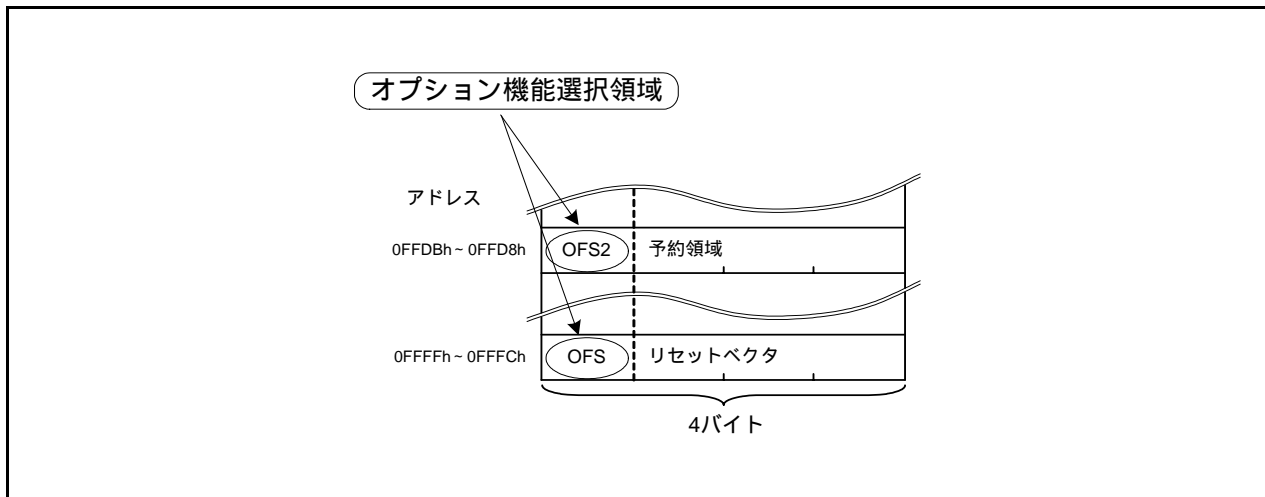 オプション機能選択領域
アドレス
0FFDBh ~ 0FFD8h OFS2 予約領域
0FFFFh ~ 0FFFCh OFS リセットベクタ
4バイト